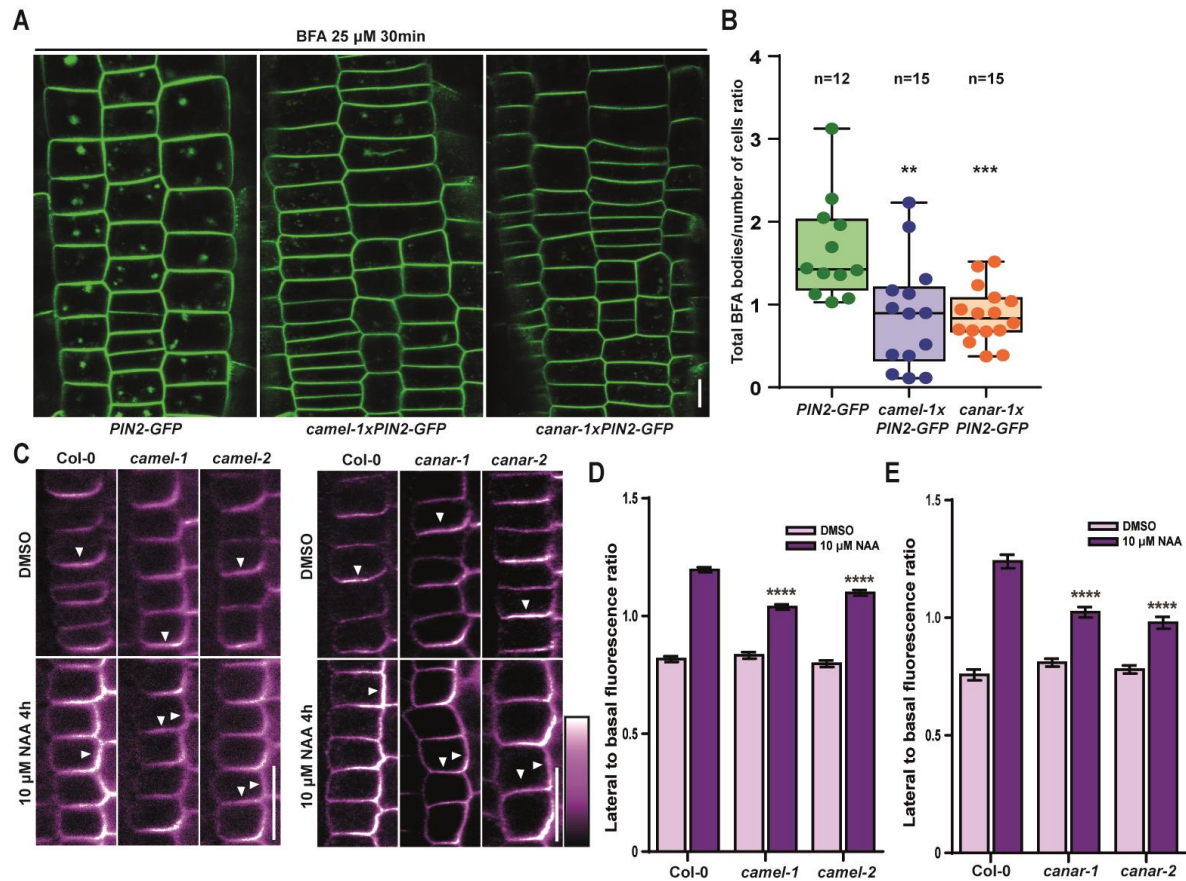 A
BFA 25 µM 30min
PIN2-GFP
camel-1xPIN2-GFP
canar-1xPIN2-GFP
B
Total BFA bodies/number of cells ratio
4
3
2
1
0
n=12
n=15
n=15
**
***
PIN2-GFP
camel-1x
PIN2-GFP
canar-1x
PIN2-GFP
C
Col-0
camel-1
camel-2
Col-0
canar-1
canar-2
DMSO
10 µM NAA 4h
DMSO
10 µM NAA 4h
D
Lateral to basal fluorescence ratio
1.5
1.0
0.5
0
DMSO
10 µM NAA
****
****
Col-0
camel-1
camel-2
E
Lateral to basal fluorescence ratio
1.5
1.0
0.5
0
DMSO
10 µM NAA
****
****
Col-0
canar-1
canar-2